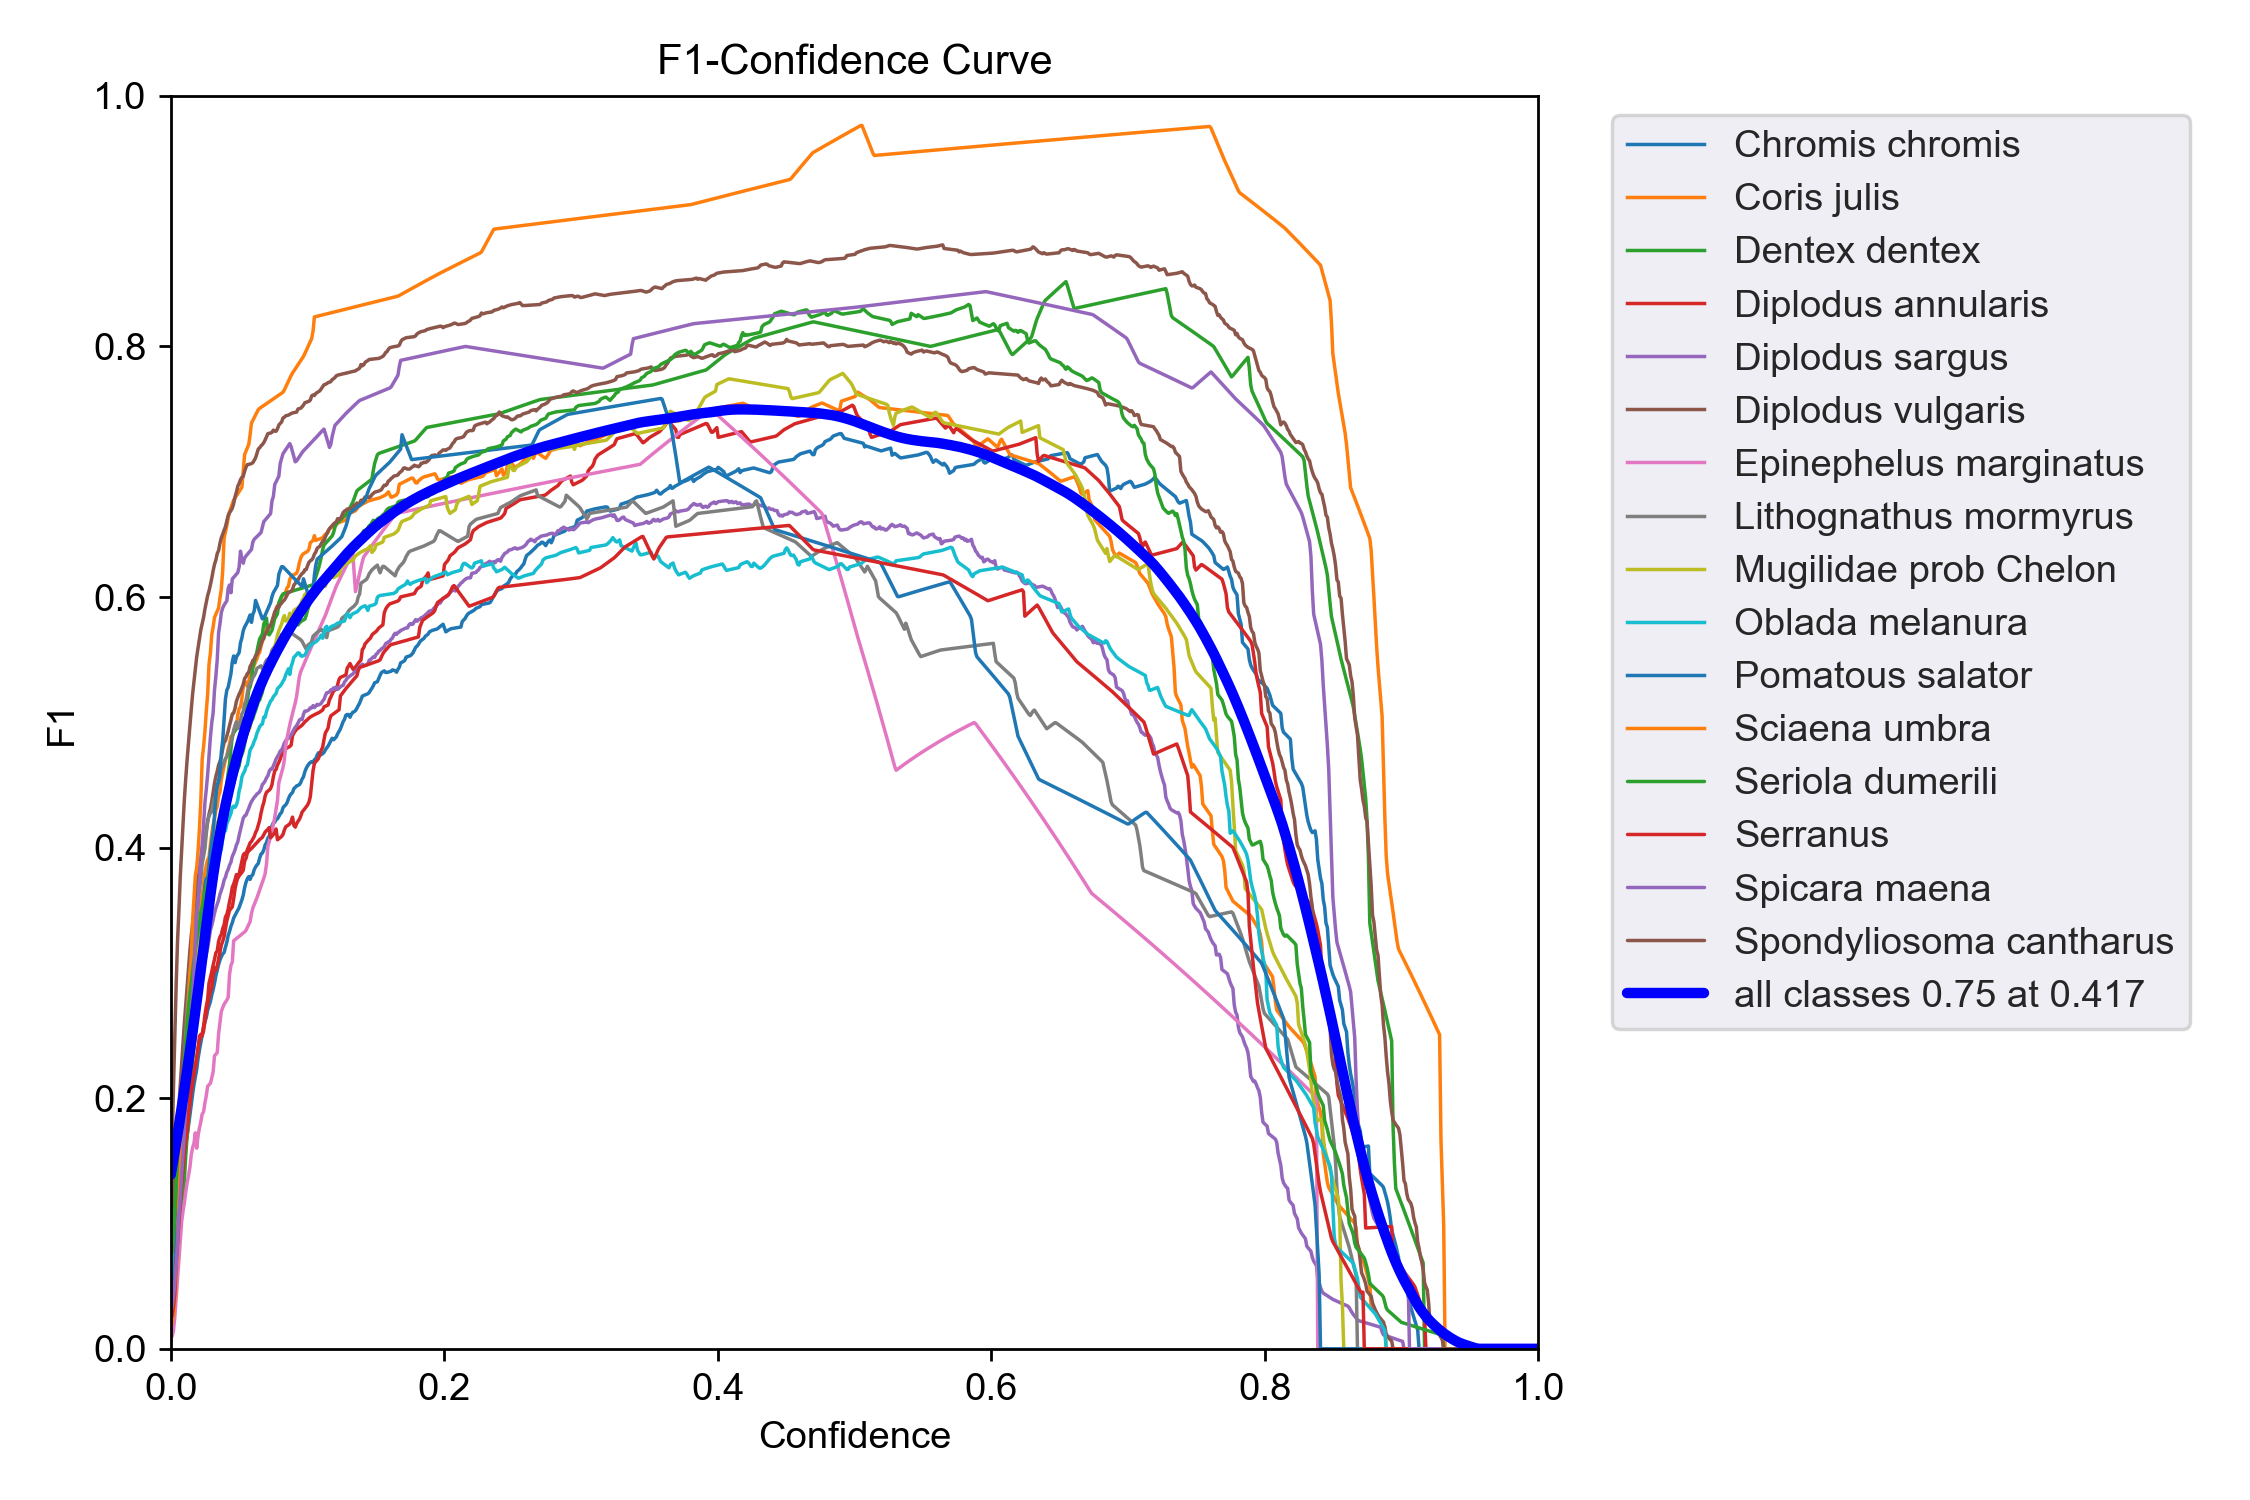 F1-Confidence Curve
1.0
0.8
0.6
0.4
0.2
0.0
F1
0.0 0.2 0.4 0.6 0.8 1.0
Confidence
Chromis chromis
Coris julis
Dentex dentex
Diplodus annularis
Diplodus sargus
Diplodus vulgaris
Epinephelus marginatus
Lithognathus mormyrus
Mugilidae prob Chelon
Oblada melanura
Pomatous salator
Sciaena umbra
Seriola dumerili
Serranus
Spicara maena
Spondyliosoma cantharus
all classes 0.75 at 0.417